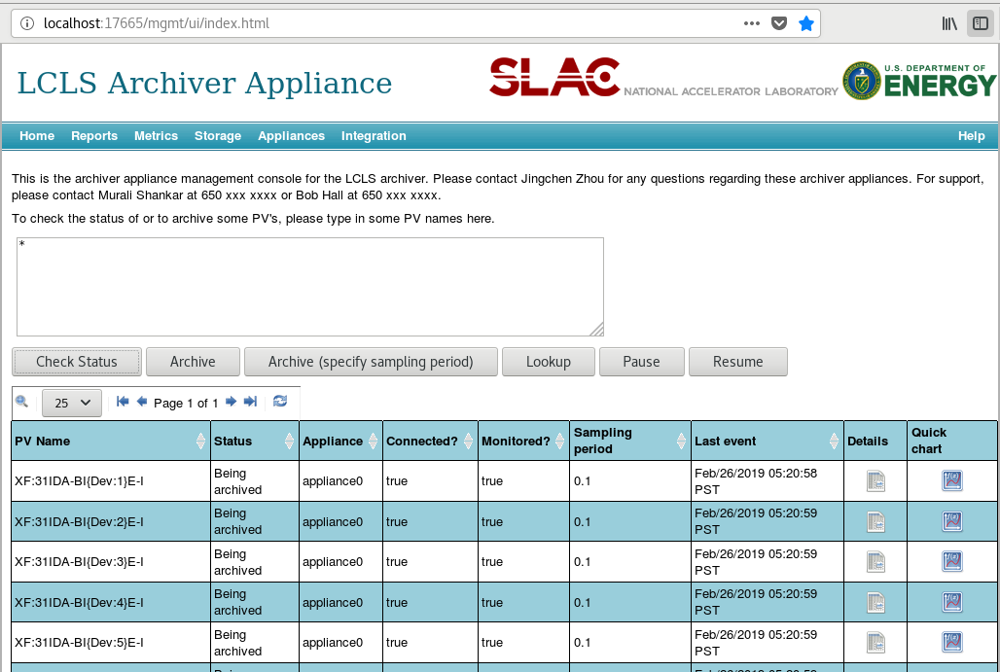 localhost:17665/mgmt/ui/index.html
LCLS Archiver Appliance
SLAC NATIONAL ACCELERATOR LABORATORY
U.S. DEPARTMENT OF
ENERGY
Home Reports Metrics Storage Appliances Integration Help
This is the archiver appliance management console for the LCLS archiver. Please contact Jingchen Zhou for any questions regarding these archiver appliances. For support,
please contact Murali Shankar at 650 xxx xxxx or Bob Hall at 650 xxx xxxx.
To check the status of or to archive some PV's, please type in some PV names here.
*
Check Status Archive Archive (specify sampling period) Lookup Pause Resume
25 Page 1 of 1
PV Name Status Appliance Connected? Monitored? Sampling period Last event Details Quick chart
XF:31IDA-BI{Dev:1}E-I Being archived appliance0 true true 0.1 Feb/26/2019 05:20:58 PST
XF:31IDA-BI{Dev:2}E-I Being archived appliance0 true true 0.1 Feb/26/2019 05:20:59 PST
XF:31IDA-BI{Dev:3}E-I Being archived appliance0 true true 0.1 Feb/26/2019 05:20:59 PST
XF:31IDA-BI{Dev:4}E-I Being archived appliance0 true true 0.1 Feb/26/2019 05:20:59 PST
XF:31IDA-BI{Dev:5}E-I Being archived appliance0 true true 0.1 Feb/26/2019 05:20:59 PST